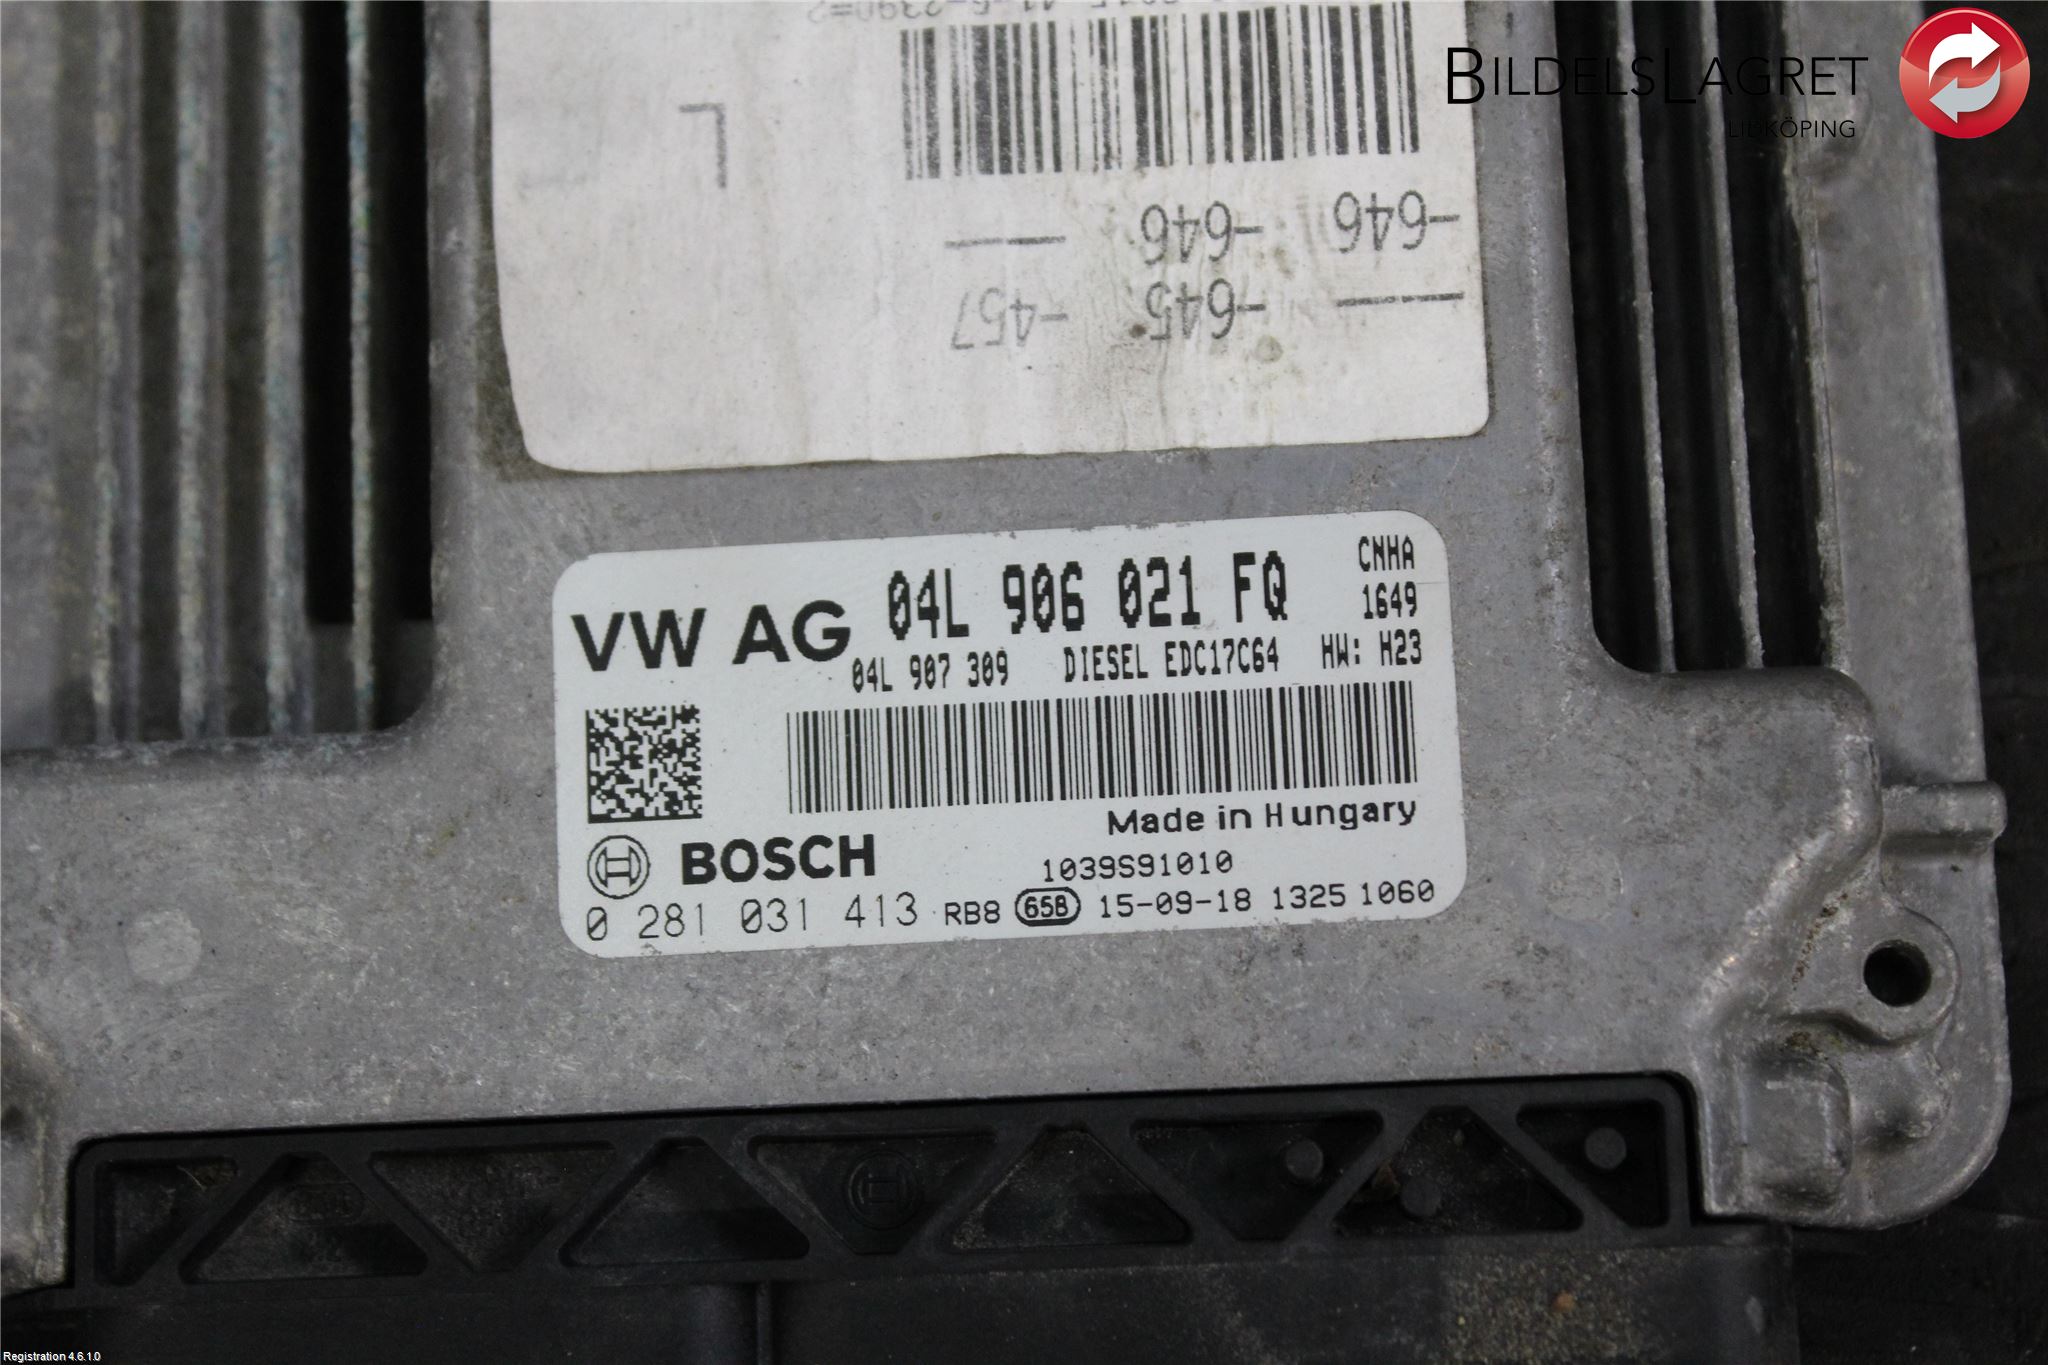 BILDELSLAGRET
LIDKÖPING
L
-646 -646
-645 -457
VW AG 04L 906 021 FQ CNHA
1649
04L 907 309 DIESEL EDC17C64 HW: H23
Made in Hungary
BOSCH 1039S91010
0 281 031 413 RB8 65B 15-09-18 1325 1060
Registration 4.6.1.0